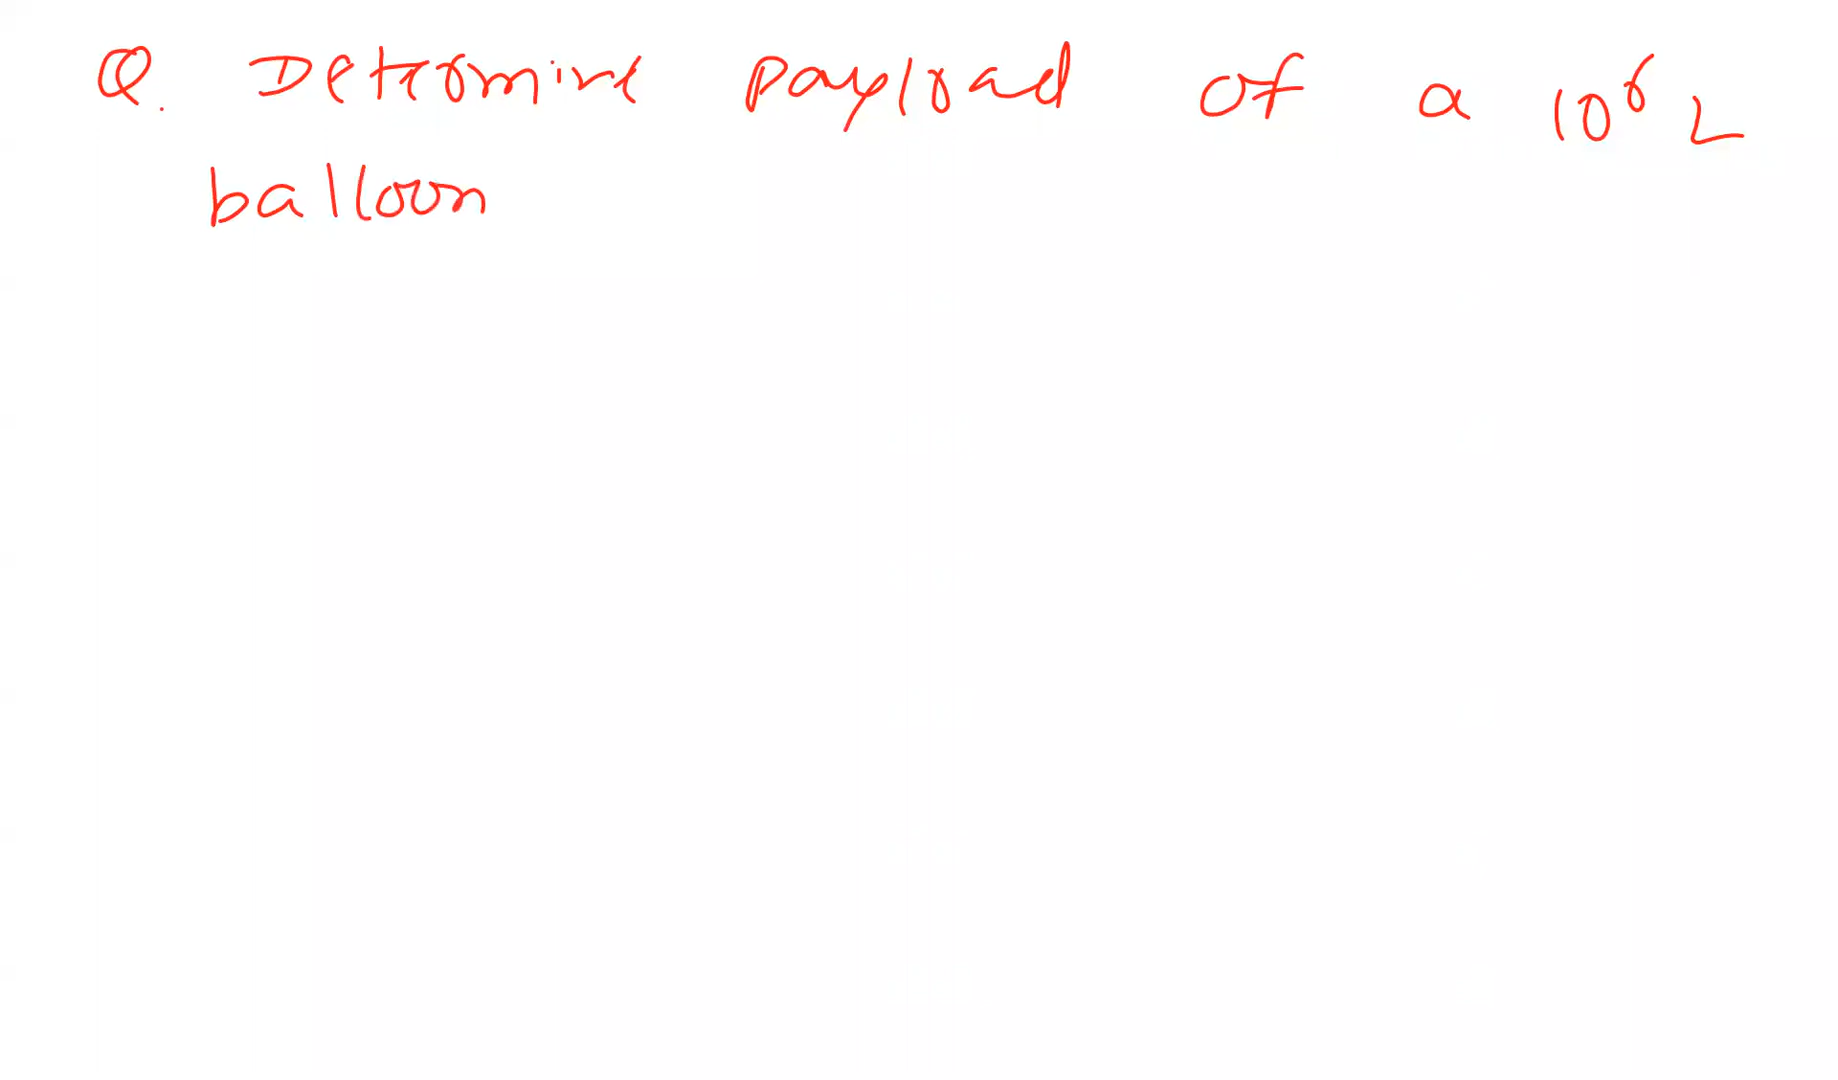 Q. Determine payload of a 10⁶ L
balloon